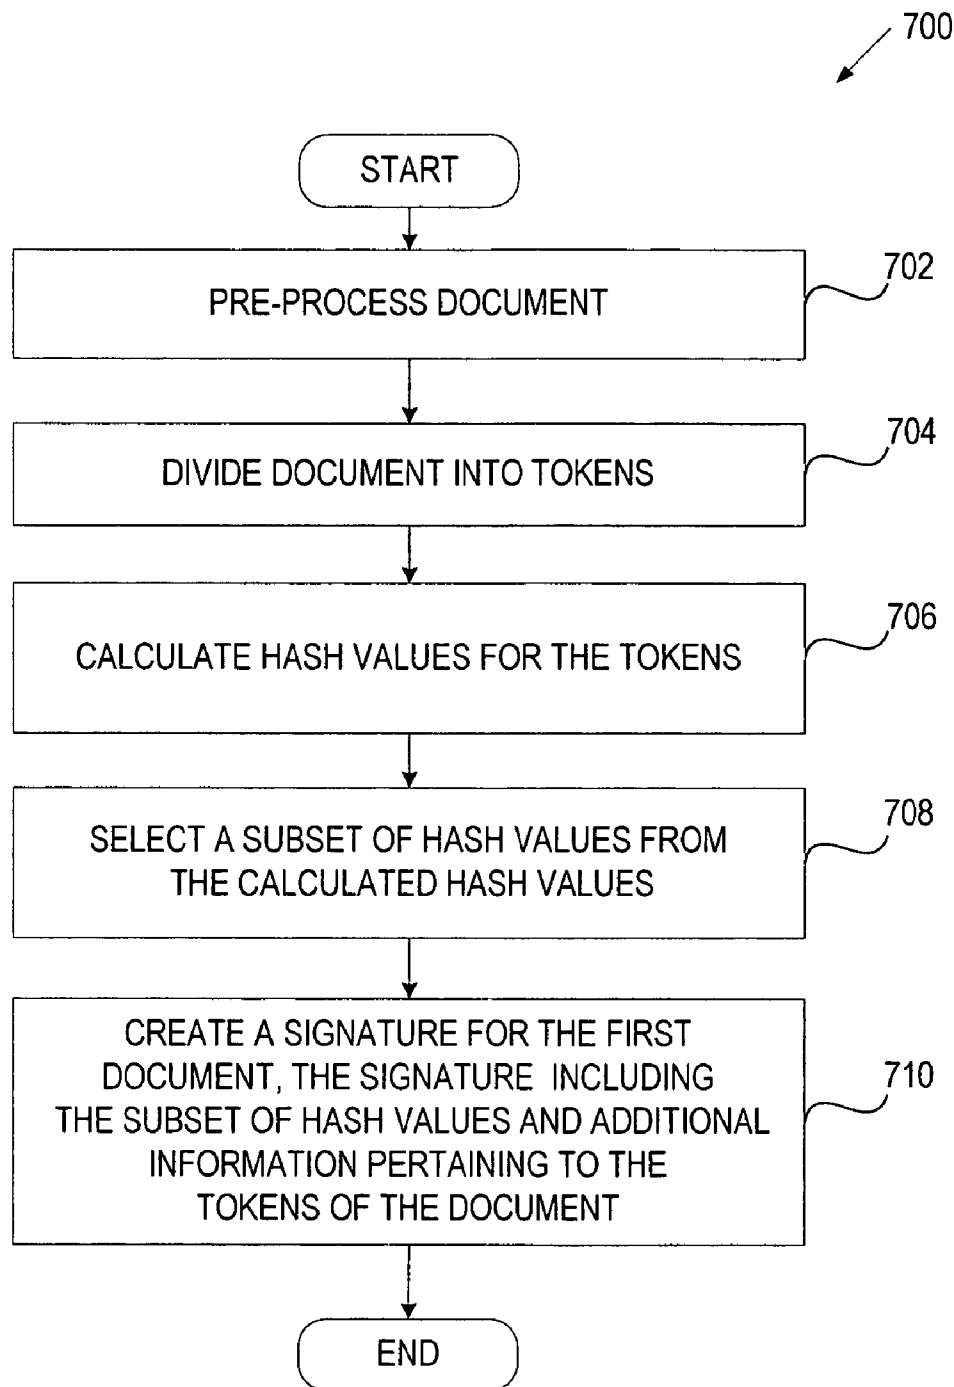 700
START
PRE-PROCESS DOCUMENT
702
DIVIDE DOCUMENT INTO TOKENS
704
CALCULATE HASH VALUES FOR THE TOKENS
706
SELECT A SUBSET OF HASH VALUES FROM
THE CALCULATED HASH VALUES
708
CREATE A SIGNATURE FOR THE FIRST
DOCUMENT, THE SIGNATURE INCLUDING
THE SUBSET OF HASH VALUES AND ADDITIONAL
INFORMATION PERTAINING TO THE
TOKENS OF THE DOCUMENT
710
END